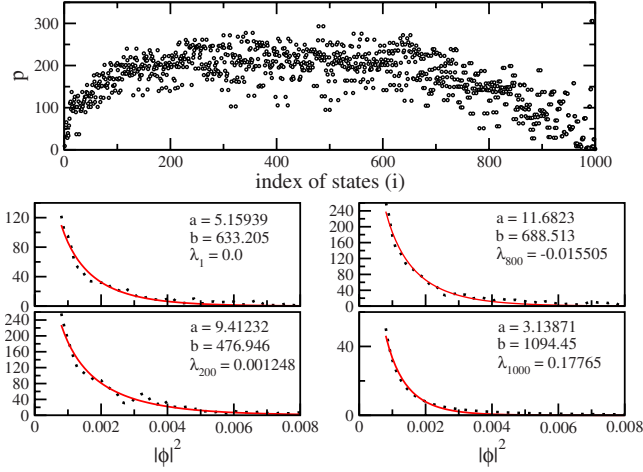 300
200
100
0
p
0 200 400 600 800 1000
index of states (i)
120
80
40
0
a = 5.15939
b = 633.205
λ1 = 0.0
240
200
160
120
80
40
0
a = 11.6823
b = 688.513
λ800 = -0.015505
240
200
160
120
80
40
0
a = 9.41232
b = 476.946
λ200 = 0.001248
40
0
a = 3.13871
b = 1094.45
λ1000 = 0.17765
0 0.002 0.004 0.006 0.008
0 0.002 0.004 0.006 0.008
|ϕ|²
|ϕ|²